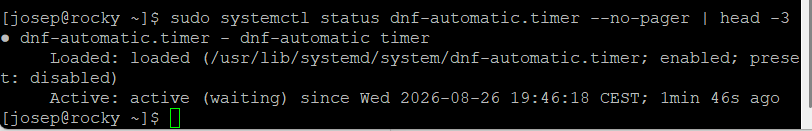 [josep@rocky ~]$ sudo systemctl status dnf-automatic.timer --no-pager | head -3
● dnf-automatic.timer - dnf-automatic timer
     Loaded: loaded (/usr/lib/systemd/system/dnf-automatic.timer; enabled; prese
t: disabled)
     Active: active (waiting) since Wed 2026-08-26 19:46:18 CEST; 1min 46s ago
[josep@rocky ~]$